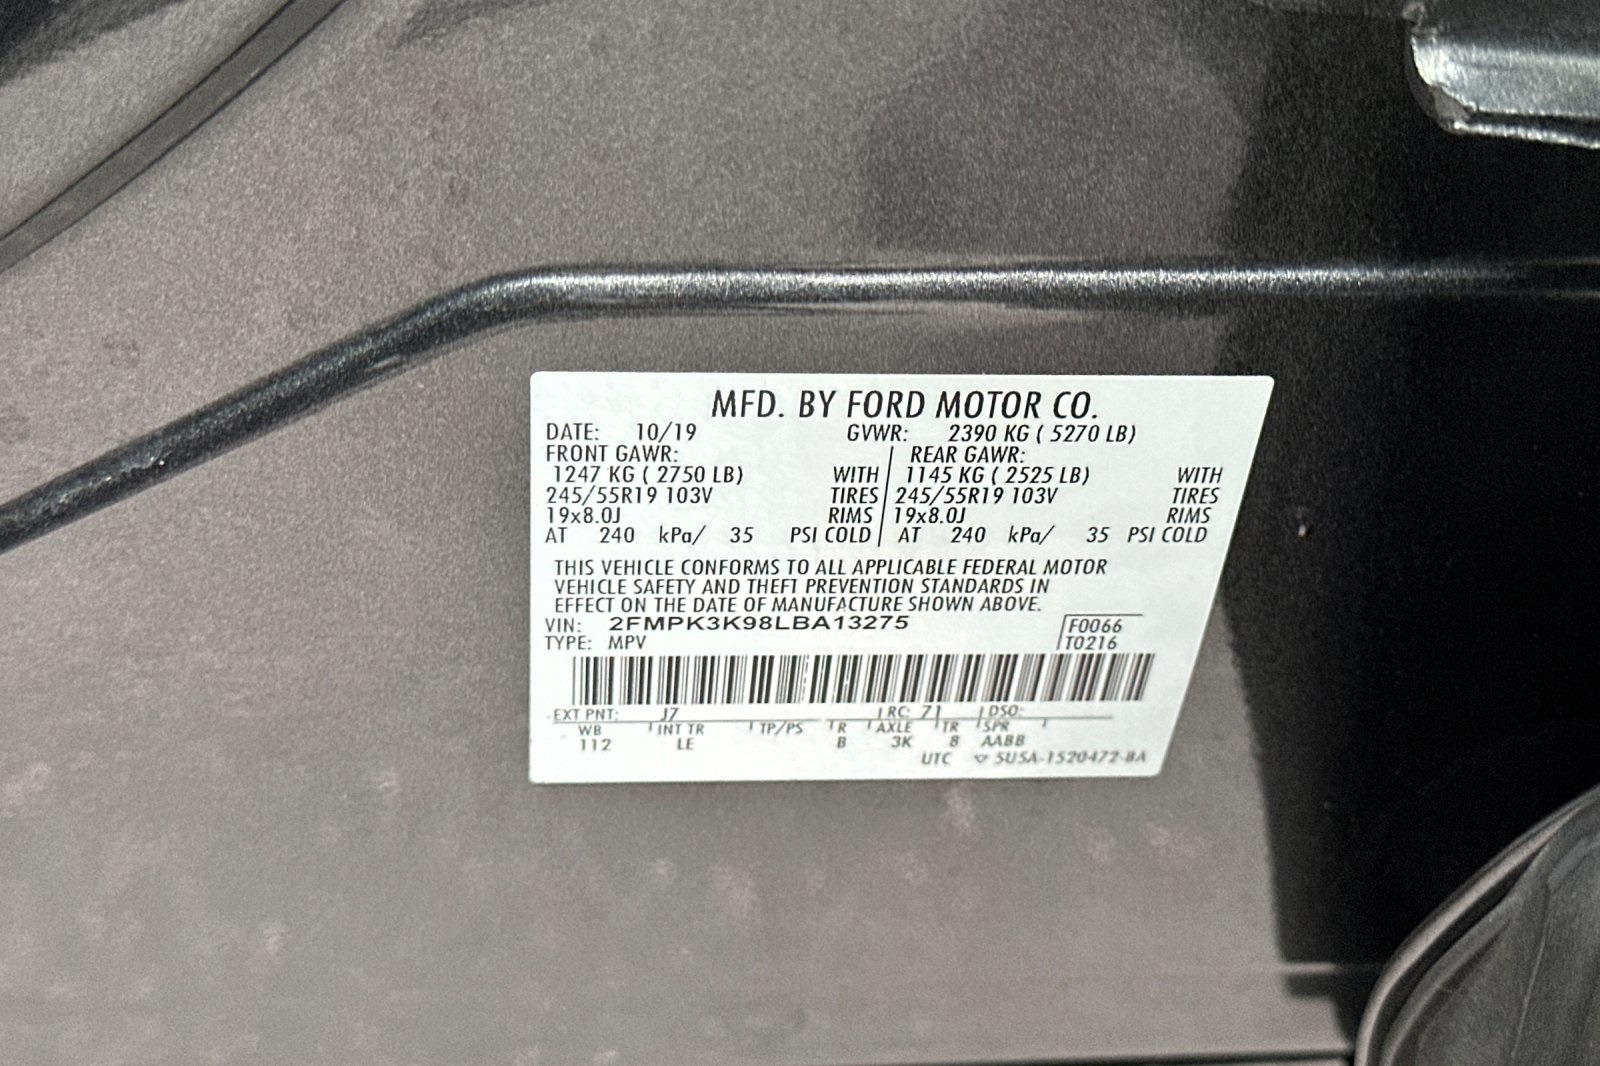 MFD. BY FORD MOTOR CO.
DATE: 10/19 GVWR: 2390 KG ( 5270 LB)
FRONT GAWR: REAR GAWR:
1247 KG ( 2750 LB) WITH 1145 KG ( 2525 LB) WITH
245/55R19 103V TIRES 245/55R19 103V TIRES
19x8.0J RIMS 19x8.0J RIMS
AT 240 kPa/ 35 PSI COLD AT 240 kPa/ 35 PSI COLD
THIS VEHICLE CONFORMS TO ALL APPLICABLE FEDERAL MOTOR
VEHICLE SAFETY AND THEFT PREVENTION STANDARDS IN
EFFECT ON THE DATE OF MANUFACTURE SHOWN ABOVE.
VIN: 2FMPK3K98LBA13275 F0066
TYPE: MPV T0216
EXT PNT: J7 RC: 71 DSO:
WB INT TR TP/PS R AXLE TR SPR
112 LE B 3K 8 AABB
UTC ▽ 5U5A-1520472-BA